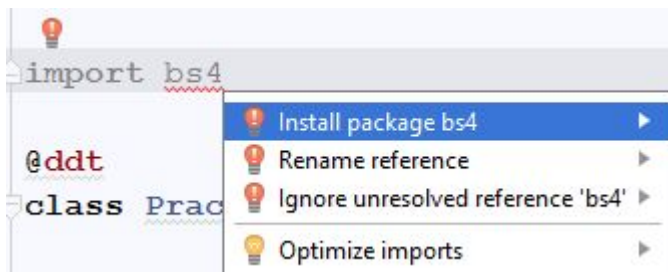 import bs4
Install package bs4
@ddt
Rename reference
class Prac
Ignore unresolved reference 'bs4'
Optimize imports